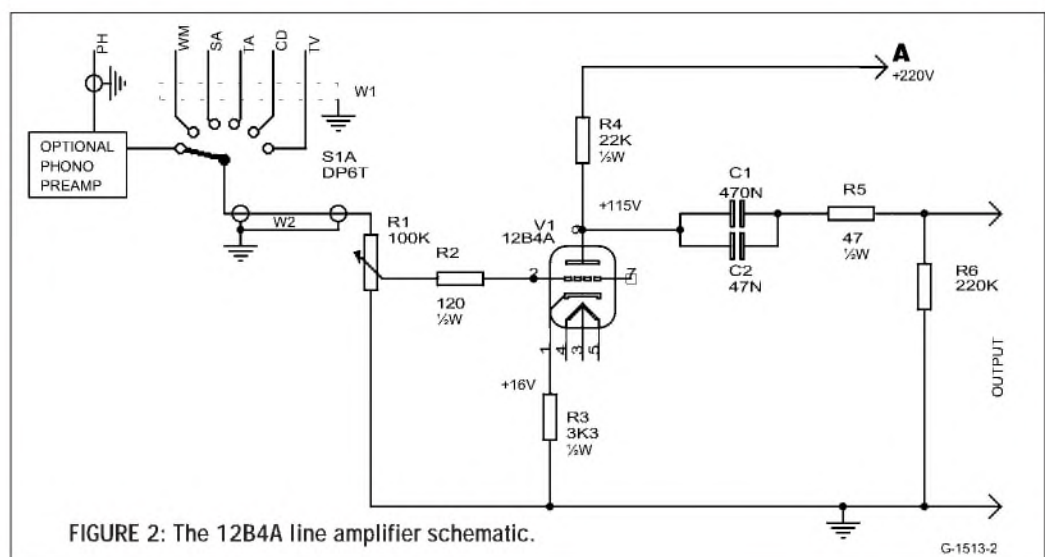 PH
WM
SA
TA
CD
TV
W1
A
+220V
OPTIONAL
PHONO
PREAMP
S1A
DP6T
W2
R1
100K
R2
120
½W
R4
22K
½W
+115V
V1
12B4A
2
7
1
4
3
5
+16V
R3
3K3
½W
C1
470N
C2
47N
R5
47
½W
R6
220K
OUTPUT
FIGURE 2: The 12B4A line amplifier schematic.
G-1513-2